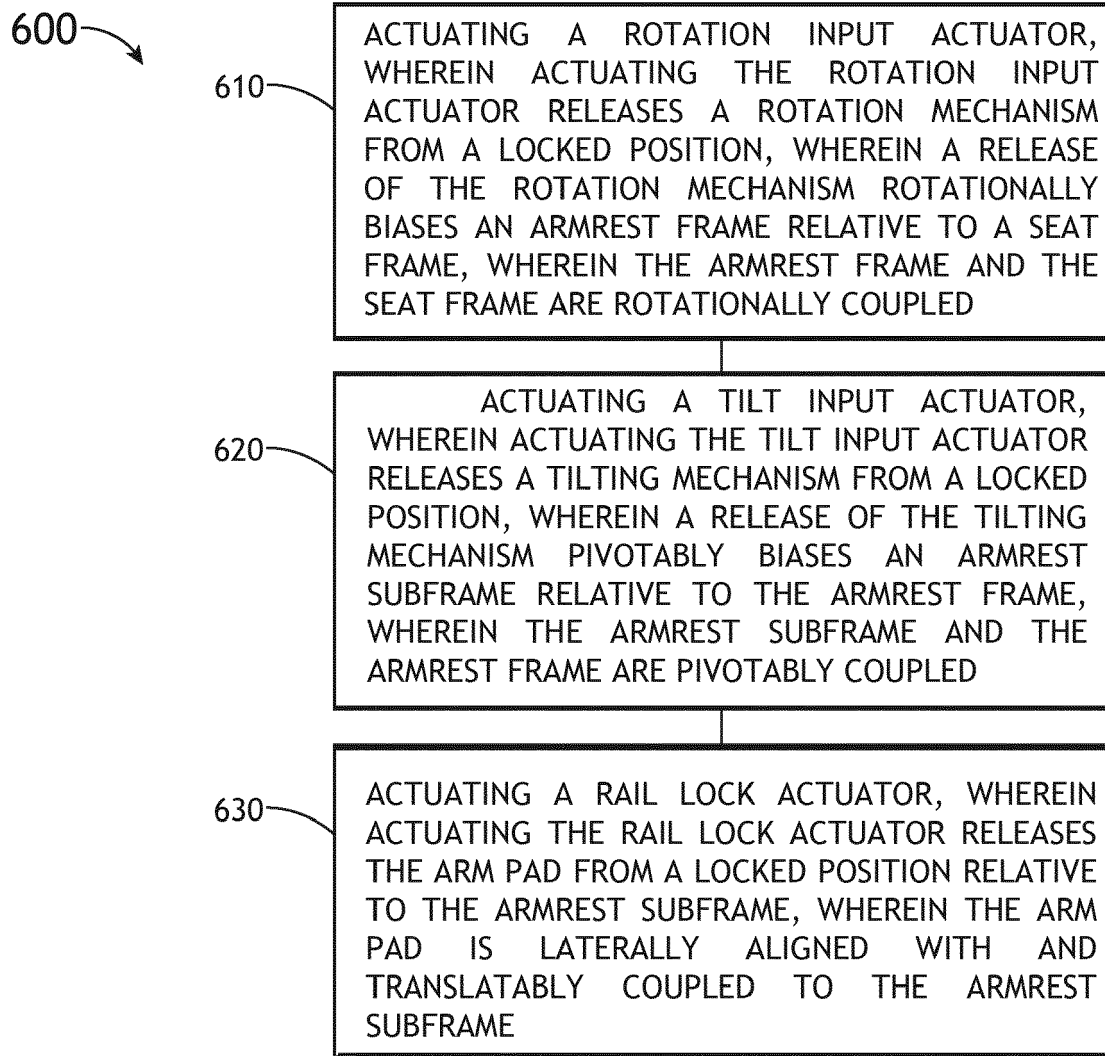 600
610
ACTUATING A ROTATION INPUT ACTUATOR,
WHEREIN ACTUATING THE ROTATION INPUT
ACTUATOR RELEASES A ROTATION MECHANISM
FROM A LOCKED POSITION, WHEREIN A RELEASE
OF THE ROTATION MECHANISM ROTATIONALLY
BIASES AN ARMREST FRAME RELATIVE TO A SEAT
FRAME, WHEREIN THE ARMREST FRAME AND THE
SEAT FRAME ARE ROTATIONALLY COUPLED
620
ACTUATING A TILT INPUT ACTUATOR,
WHEREIN ACTUATING THE TILT INPUT ACTUATOR
RELEASES A TILTING MECHANISM FROM A LOCKED
POSITION, WHEREIN A RELEASE OF THE TILTING
MECHANISM PIVOTABLY BIASES AN ARMREST
SUBFRAME RELATIVE TO THE ARMREST FRAME,
WHEREIN THE ARMREST SUBFRAME AND THE
ARMREST FRAME ARE PIVOTABLY COUPLED
630
ACTUATING A RAIL LOCK ACTUATOR, WHEREIN
ACTUATING THE RAIL LOCK ACTUATOR RELEASES
THE ARM PAD FROM A LOCKED POSITION RELATIVE
TO THE ARMREST SUBFRAME, WHEREIN THE ARM
PAD IS LATERALLY ALIGNED WITH AND
TRANSLATABLY COUPLED TO THE ARMREST
SUBFRAME